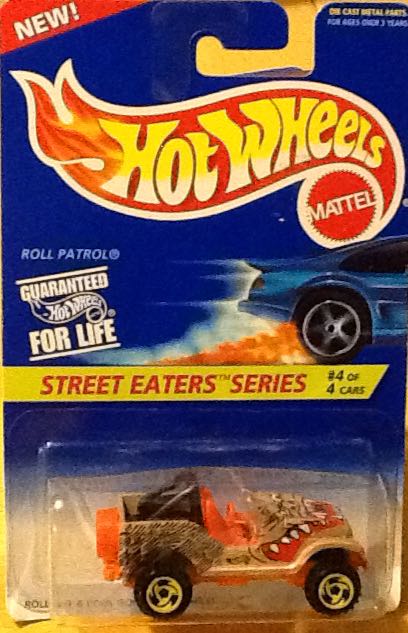 NEW!
DIE CAST METAL PARTS
FOR AGES OVER 3 YEARS
HOT WHEELS
MATTEL
ROLL PATROL®
GUARANTEED
HOT WHEELS®
FOR LIFE
STREET EATERS™ SERIES
#4 OF
4 CARS
ROLL